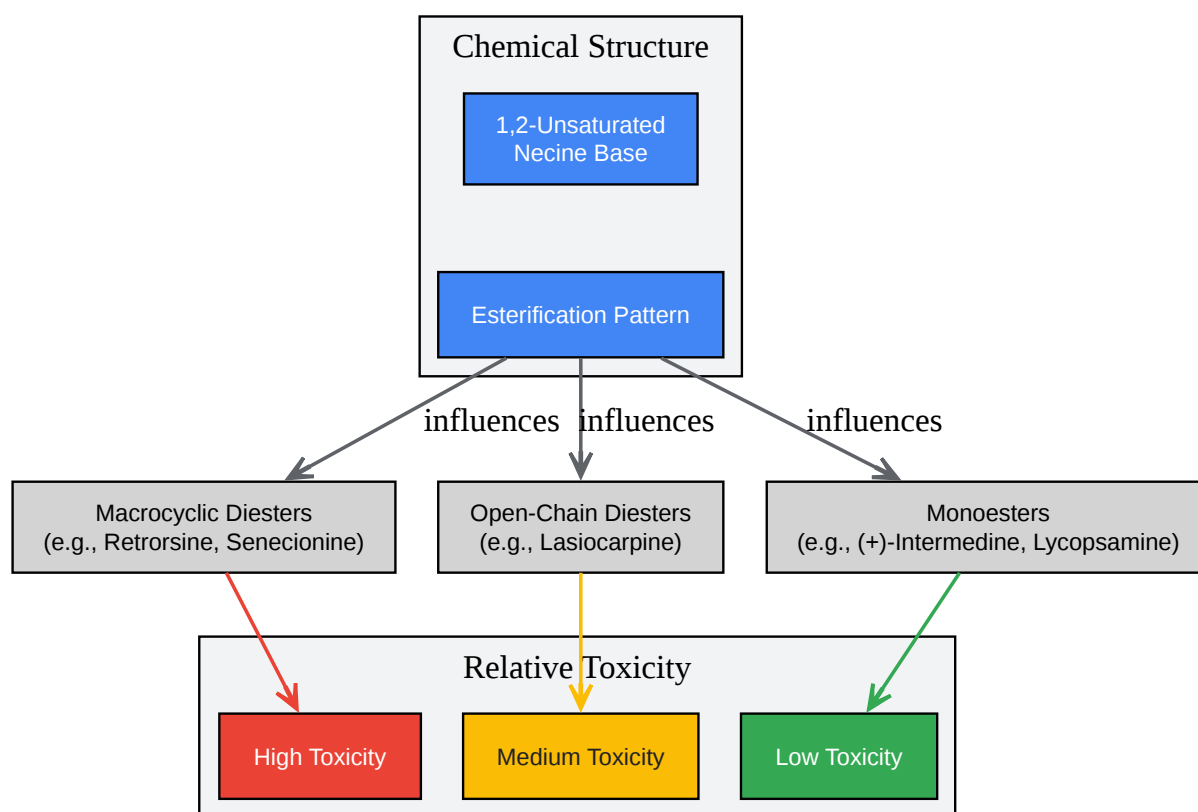 Chemical Structure
1,2-Unsaturated
Necine Base
Esterification Pattern
influences
influences
influences
Macrocyclic Diesters
(e.g., Retrorsine, Senecionine)
Open-Chain Diesters
(e.g., Lasiocarpine)
Monoesters
(e.g., (+)-Intermedine, Lycopsamine)
Relative Toxicity
High Toxicity
Medium Toxicity
Low Toxicity